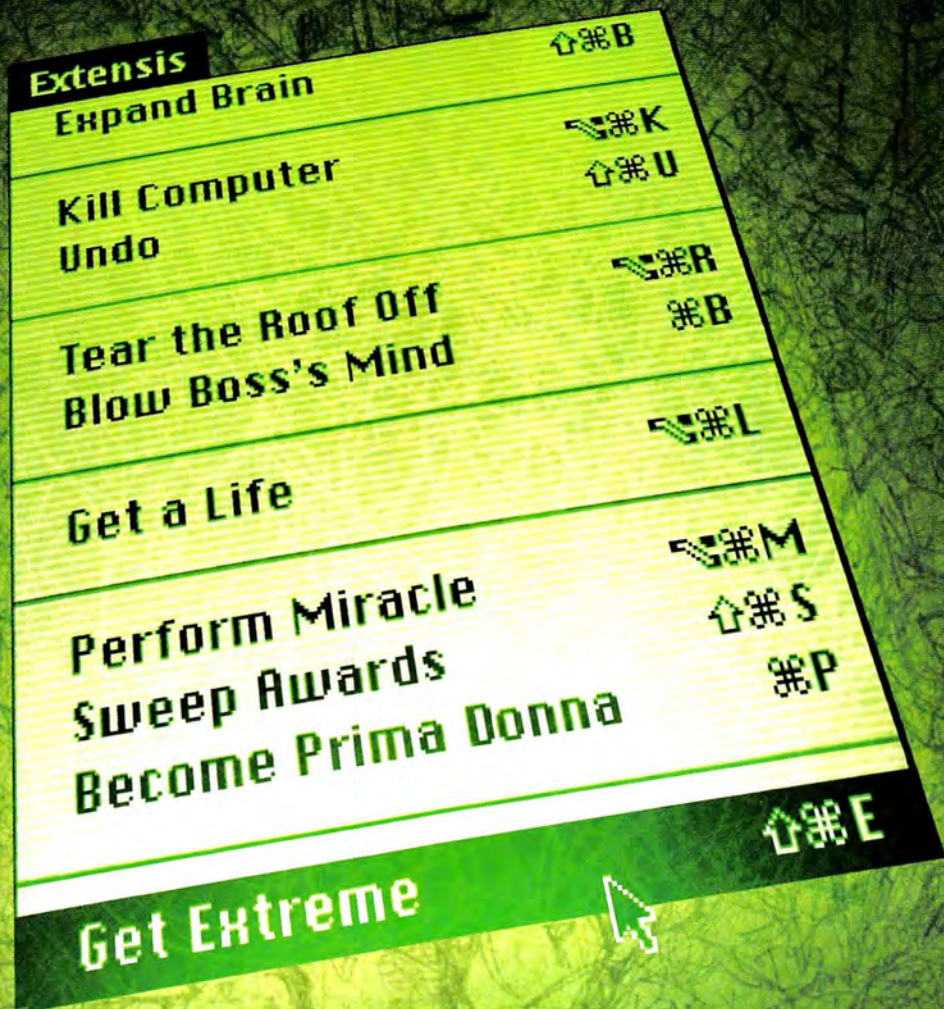 Extensis
Expand Brain ⇧⌘B
Kill Computer ⌥⌘K
Undo ⇧⌘U
Tear the Roof Off ⌥⌘R
Blow Boss's Mind ⌘B
Get a Life ⌥⌘L
Perform Miracle ⌥⌘M
Sweep Awards ⇧⌘S
Become Prima Donna ⌘P
Get Extreme ⇧⌘E